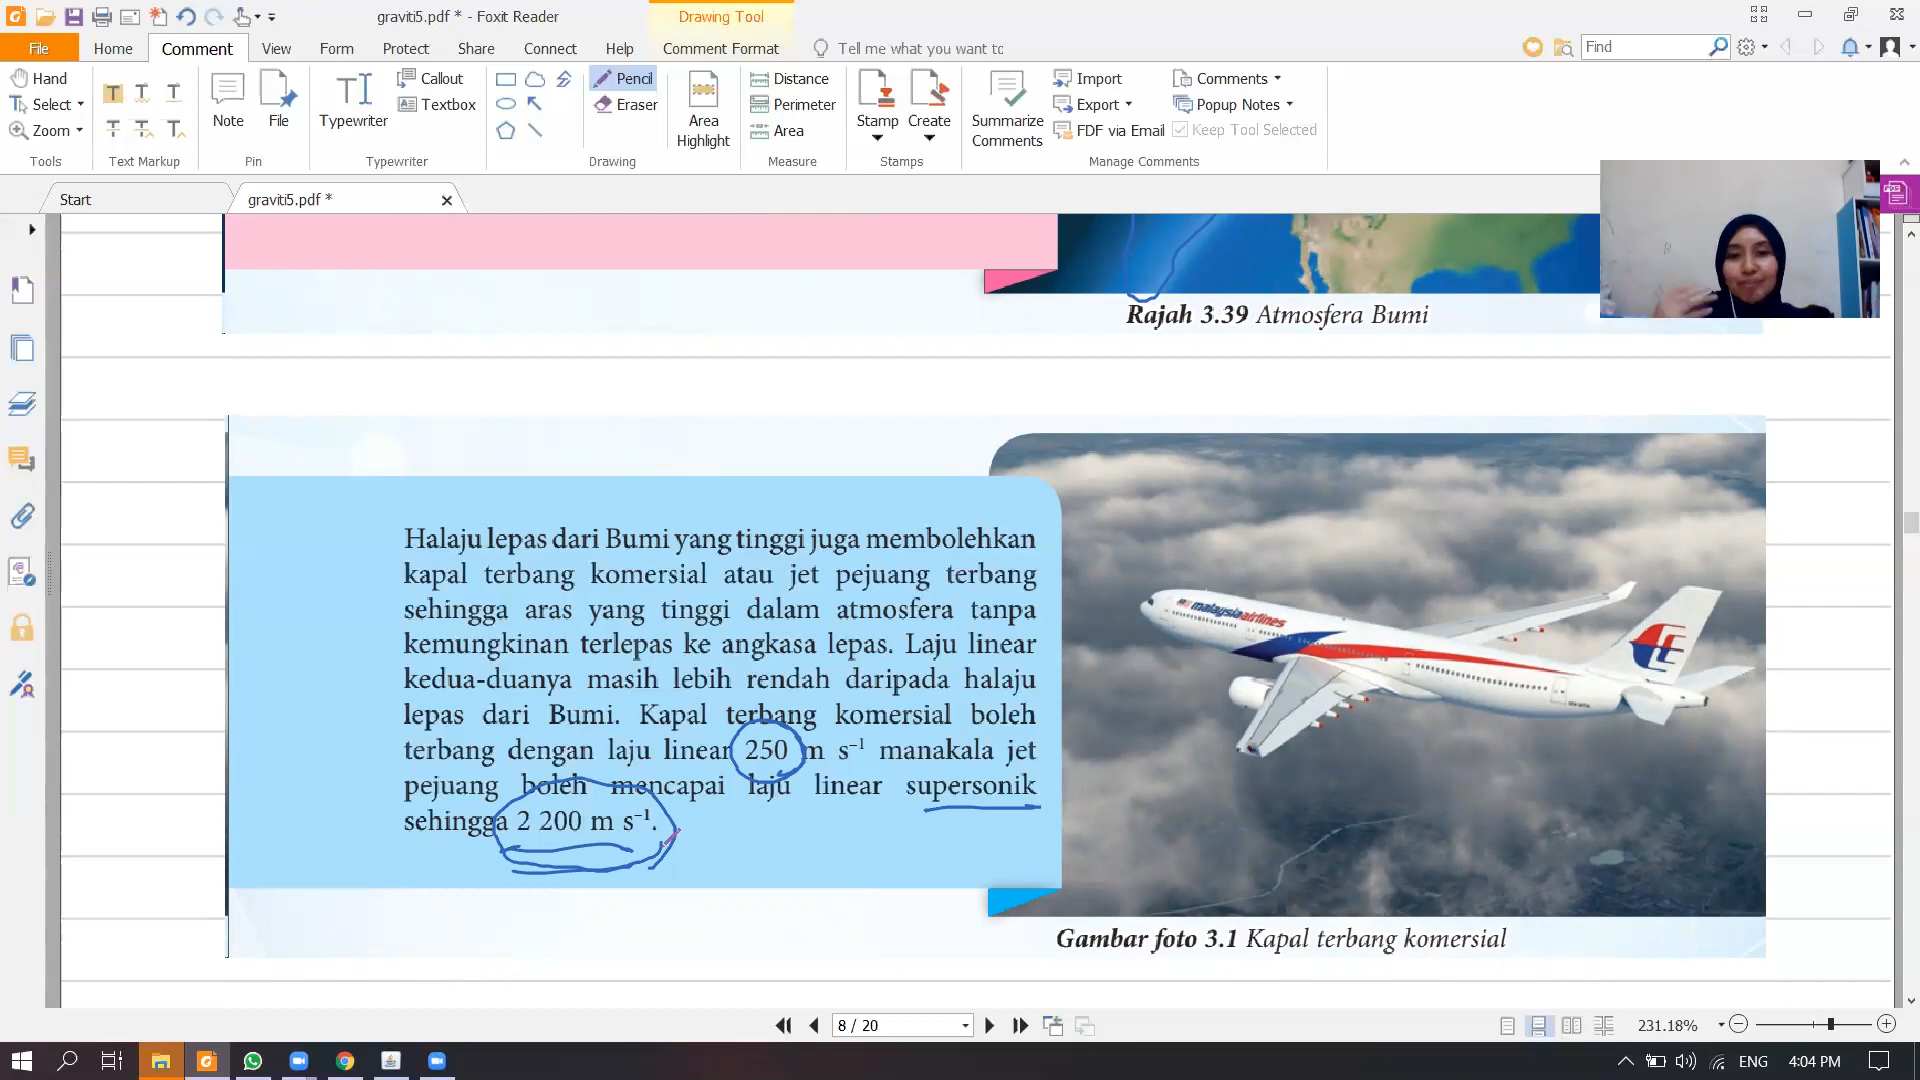 graviti5.pdf * - Foxit Reader
Drawing Tool
File
Home
Comment
View
Form
Protect
Share
Connect
Help
Comment Format
Tell me what you want to
Find
Hand
Select
Zoom
Tools
Text Markup
Note
File
Pin
Typewriter
Typewriter
Callout
Textbox
Pencil
Eraser
Drawing
Area
Highlight
Distance
Perimeter
Area
Measure
Stamp
Create
Stamps
Summarize
Comments
Import
Export
FDF via Email
Comments
Popup Notes
Keep Tool Selected
Manage Comments
Start
graviti5.pdf *
Rajah 3.39 Atmosfera Bumi
Halaju lepas dari Bumi yang tinggi juga membolehkan
kapal terbang komersial atau jet pejuang terbang
sehingga aras yang tinggi dalam atmosfera tanpa
kemungkinan terlepas ke angkasa lepas. Laju linear
kedua-duanya masih lebih rendah daripada halaju
lepas dari Bumi. Kapal terbang komersial boleh
terbang dengan laju linear 250 m s⁻¹ manakala jet
pejuang boleh mencapai laju linear supersonik
sehingga 2 200 m s⁻¹.
malaysia airlines
Gambar foto 3.1 Kapal terbang komersial
8 / 20
231.18%
ENG
4:04 PM